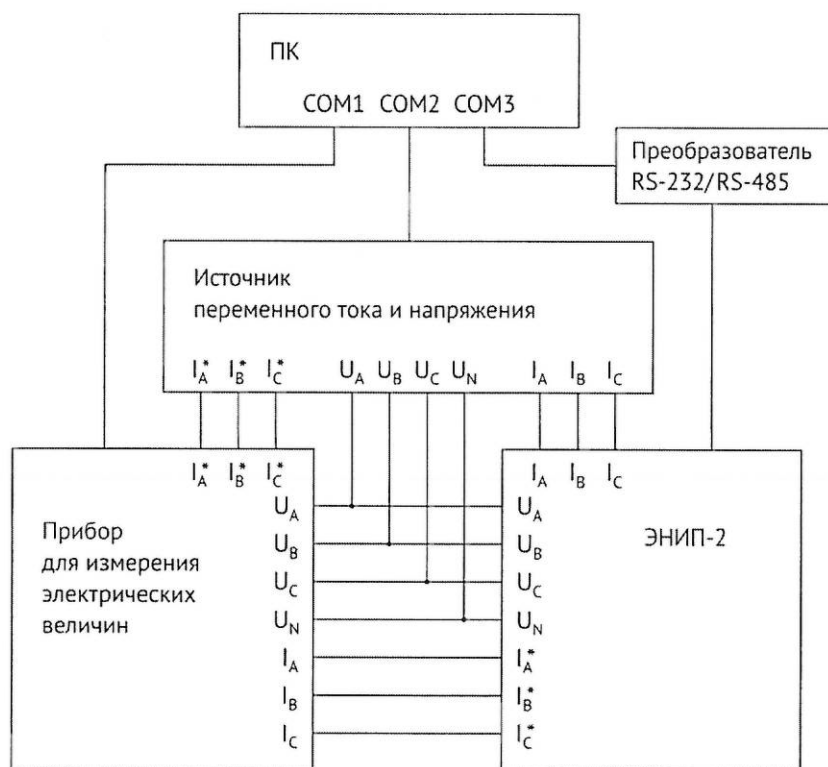 ПК
COM1 COM2 COM3
Преобразователь
RS-232/RS-485
Источник
переменного тока и напряжения
I*A I*B I*C UA UB UC UN IA IB IC
I*A I*B I*C
IA IB IC
UA
UB
UC
UN
IA
IB
IC
Прибор
для измерения
электрических
величин
UA
UB
UC
UN
I*A
I*B
I*C
ЭНИП-2